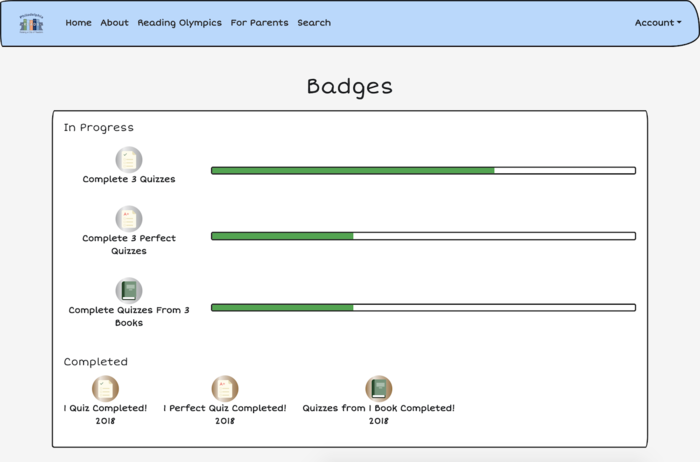 Home About Reading Olympics For Parents Search Account
Badges
In Progress
Complete 3 Quizzes
Complete 3 Perfect
Quizzes
Complete Quizzes From 3
Books
Completed
1 Quiz Completed!
2018
1 Perfect Quiz Completed!
2018
Quizzes from 1 Book Completed!
2018